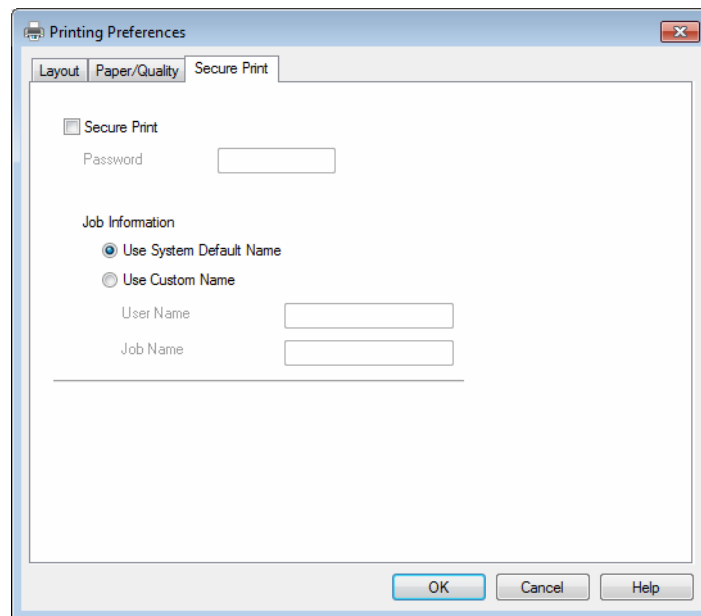 Printing Preferences
Layout Paper/Quality Secure Print
Secure Print
Password
Job Information
Use System Default Name
Use Custom Name
User Name
Job Name
OK Cancel Help